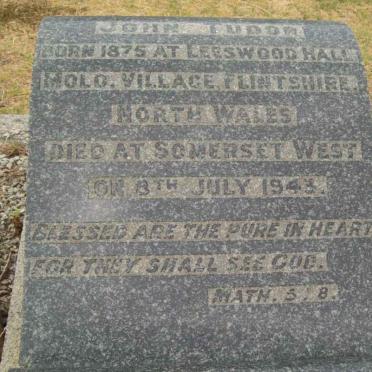 JOHN TUDOR
BORN 1875 AT LEESWOOD HALL
MOLD. VILLAGE, FLINTSHIRE,
NORTH WALES
DIED AT SOMERSET WEST
ON 8TH JULY 1943.
BLESSED ARE THE PURE IN HEART
FOR THEY SHALL SEE GOD.
MATH. 5.8.